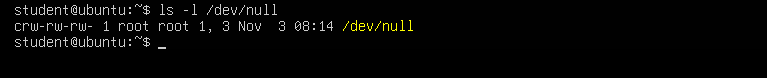 student@ubuntu:~$ ls -l /dev/null
crw-rw-rw- 1 root root 1, 3 Nov  3 08:14 /dev/null
student@ubuntu:~$ _